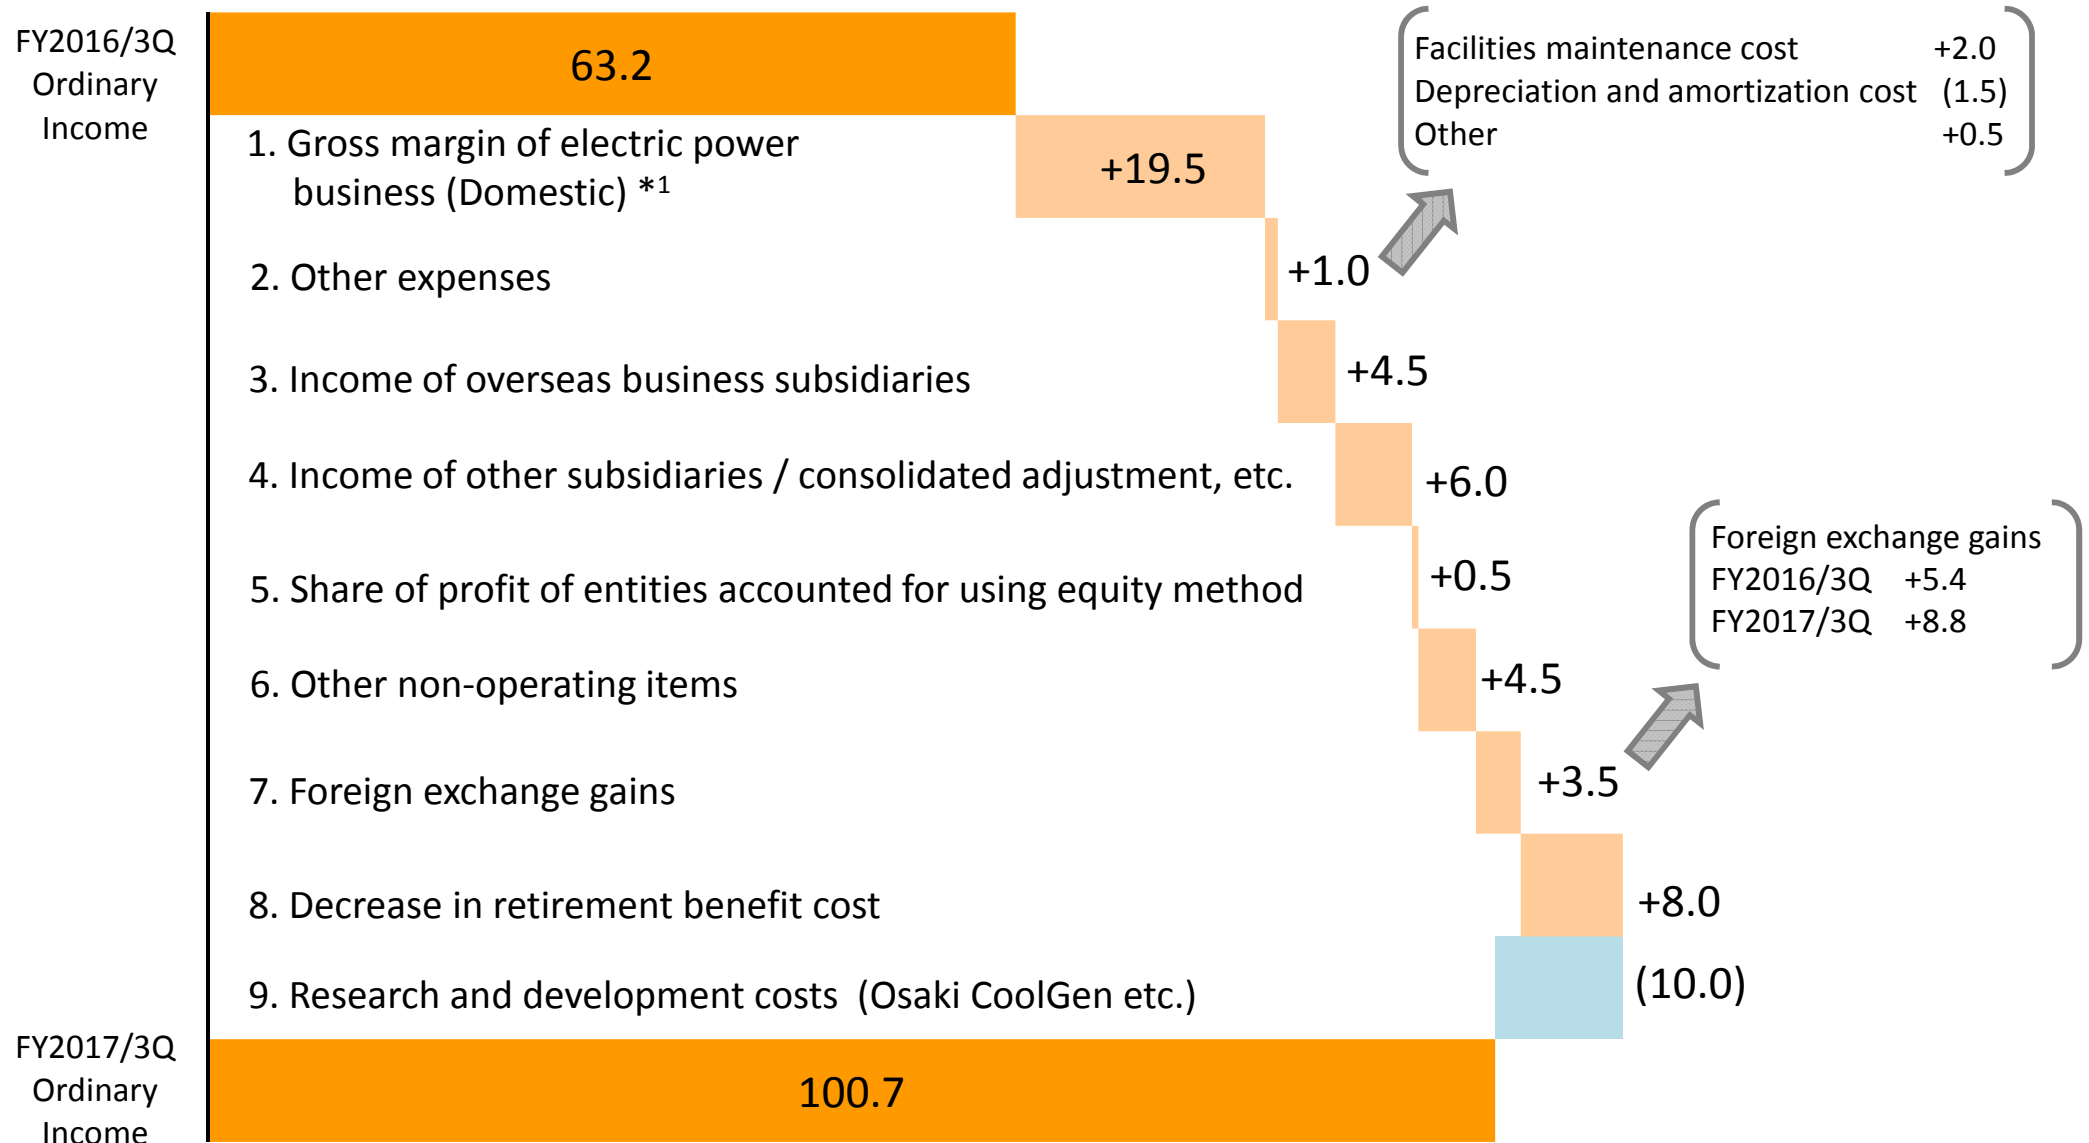 FY2016/3Q
Ordinary
Income
63.2
Facilities maintenance cost +2.0
Depreciation and amortization cost (1.5)
Other +0.5
1. Gross margin of electric power
business (Domestic) *1
+19.5
2. Other expenses
+1.0
3. Income of overseas business subsidiaries
+4.5
4. Income of other subsidiaries / consolidated adjustment, etc.
+6.0
5. Share of profit of entities accounted for using equity method
+0.5
Foreign exchange gains
FY2016/3Q +5.4
FY2017/3Q +8.8
6. Other non-operating items
+4.5
7. Foreign exchange gains
+3.5
8. Decrease in retirement benefit cost
+8.0
9. Research and development costs (Osaki CoolGen etc.)
(10.0)
FY2017/3Q
Ordinary
Income
100.7